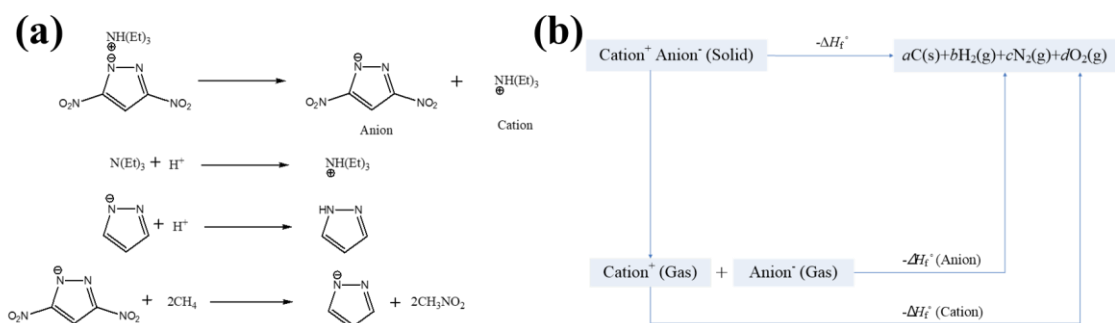 (a)
NH(Et)₃
⊕
⊖
N N
O₂N NO₂
⊖
N N
O₂N NO₂
Anion
+
NH(Et)₃
⊕
Cation
N(Et)₃ + H⁺
NH(Et)₃
⊕
⊖
N N
+ H⁺
HN N
⊖
N N
O₂N NO₂
+ 2CH₄
⊖
N N
+ 2CH₃NO₂
(b)
Cation⁺ Anion⁻ (Solid)
-ΔHf°
aC(s)+bH₂(g)+cN₂(g)+dO₂(g)
Cation⁺ (Gas) + Anion⁻ (Gas)
-ΔHf° (Anion)
-ΔHf° (Cation)